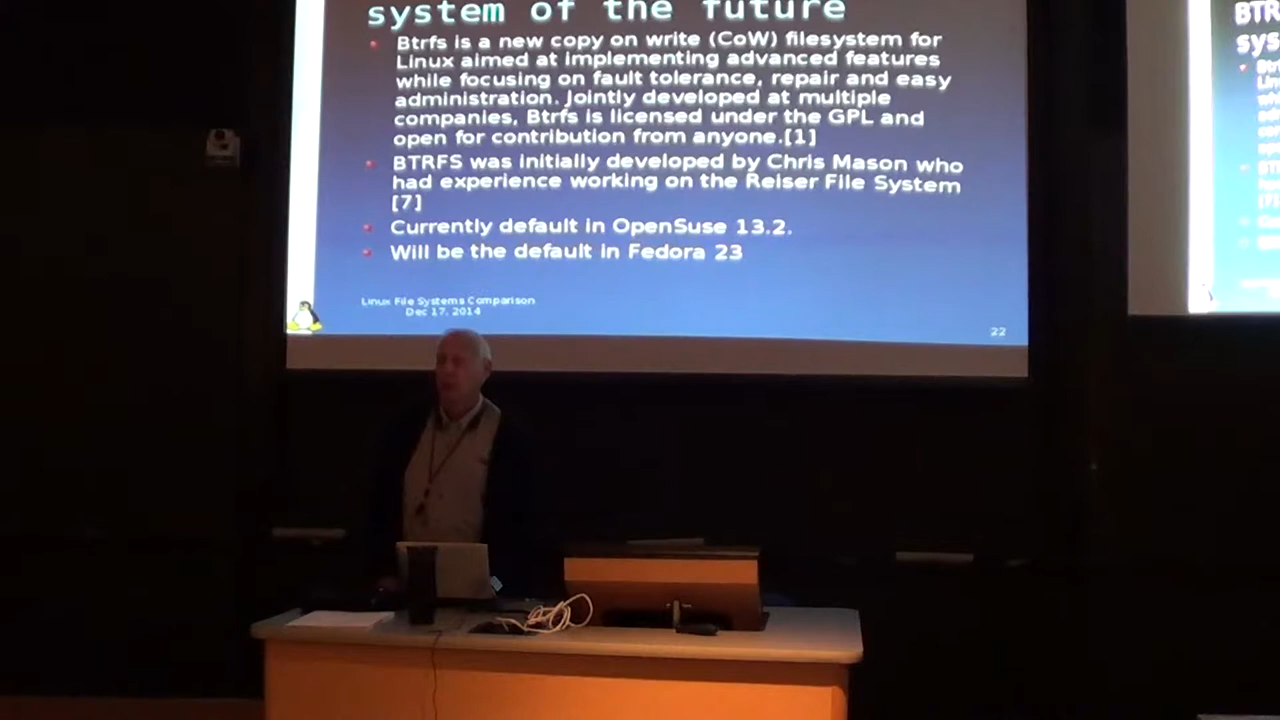 system of the future
Btrfs is a new copy on write (CoW) filesystem for
Linux aimed at implementing advanced features
while focusing on fault tolerance, repair and easy
administration. Jointly developed at multiple
companies, Btrfs is licensed under the GPL and
open for contribution from anyone.[1]
BTRFS was initially developed by Chris Mason who
had experience working on the Reiser File System
[7]
Currently default in OpenSuse 13.2.
Will be the default in Fedora 23
Linux File Systems Comparison
Dec 17, 2014
22
BTR
sys